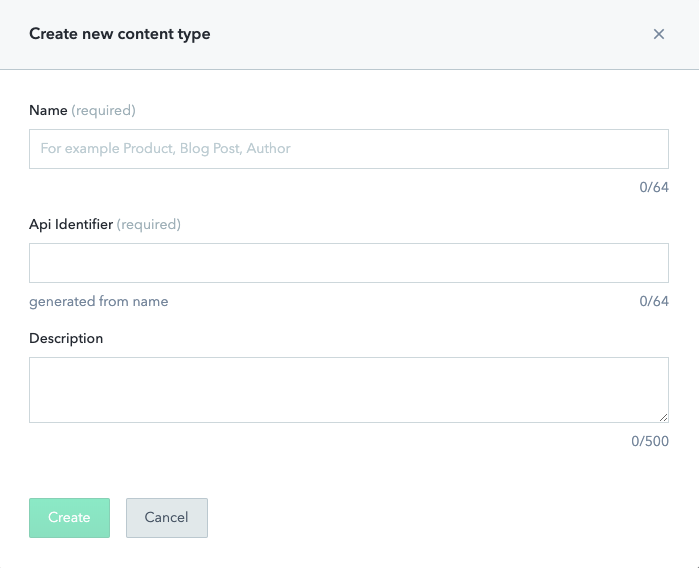 Create new content type
Name (required)
For example Product, Blog Post, Author
0/64
Api Identifier (required)
generated from name 0/64
Description
0/500
Create Cancel